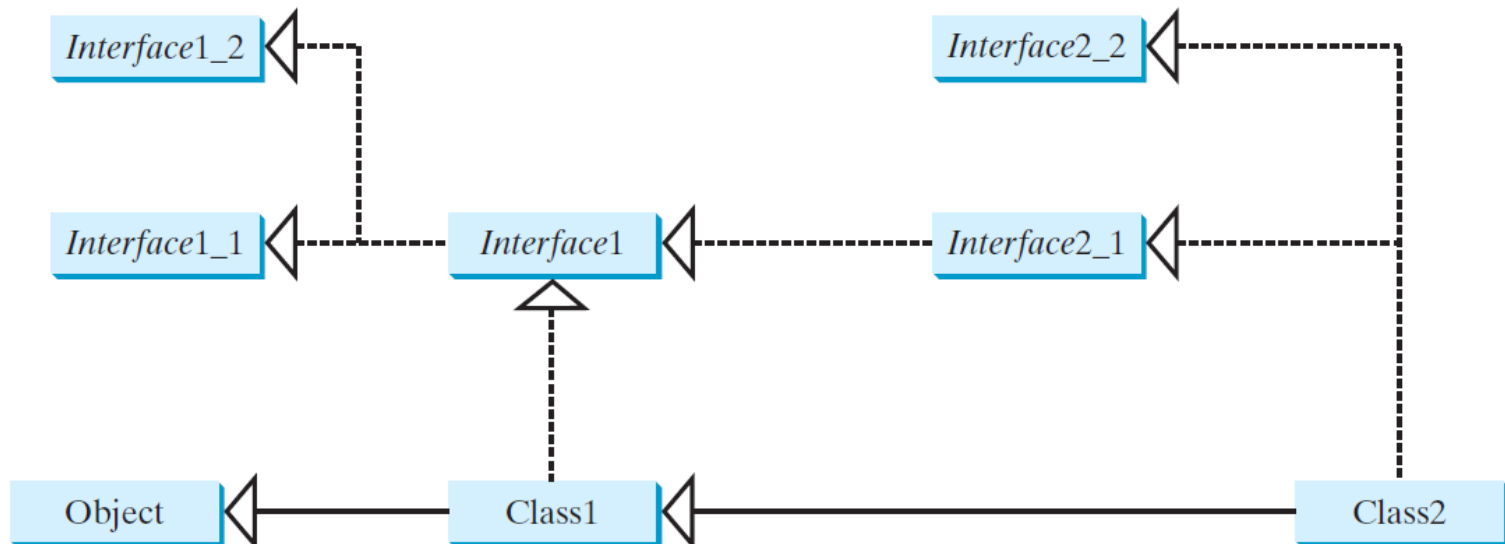 Interface1_2
Interface2_2
Interface1_1
Interface1
Interface2_1
Object
Class1
Class2